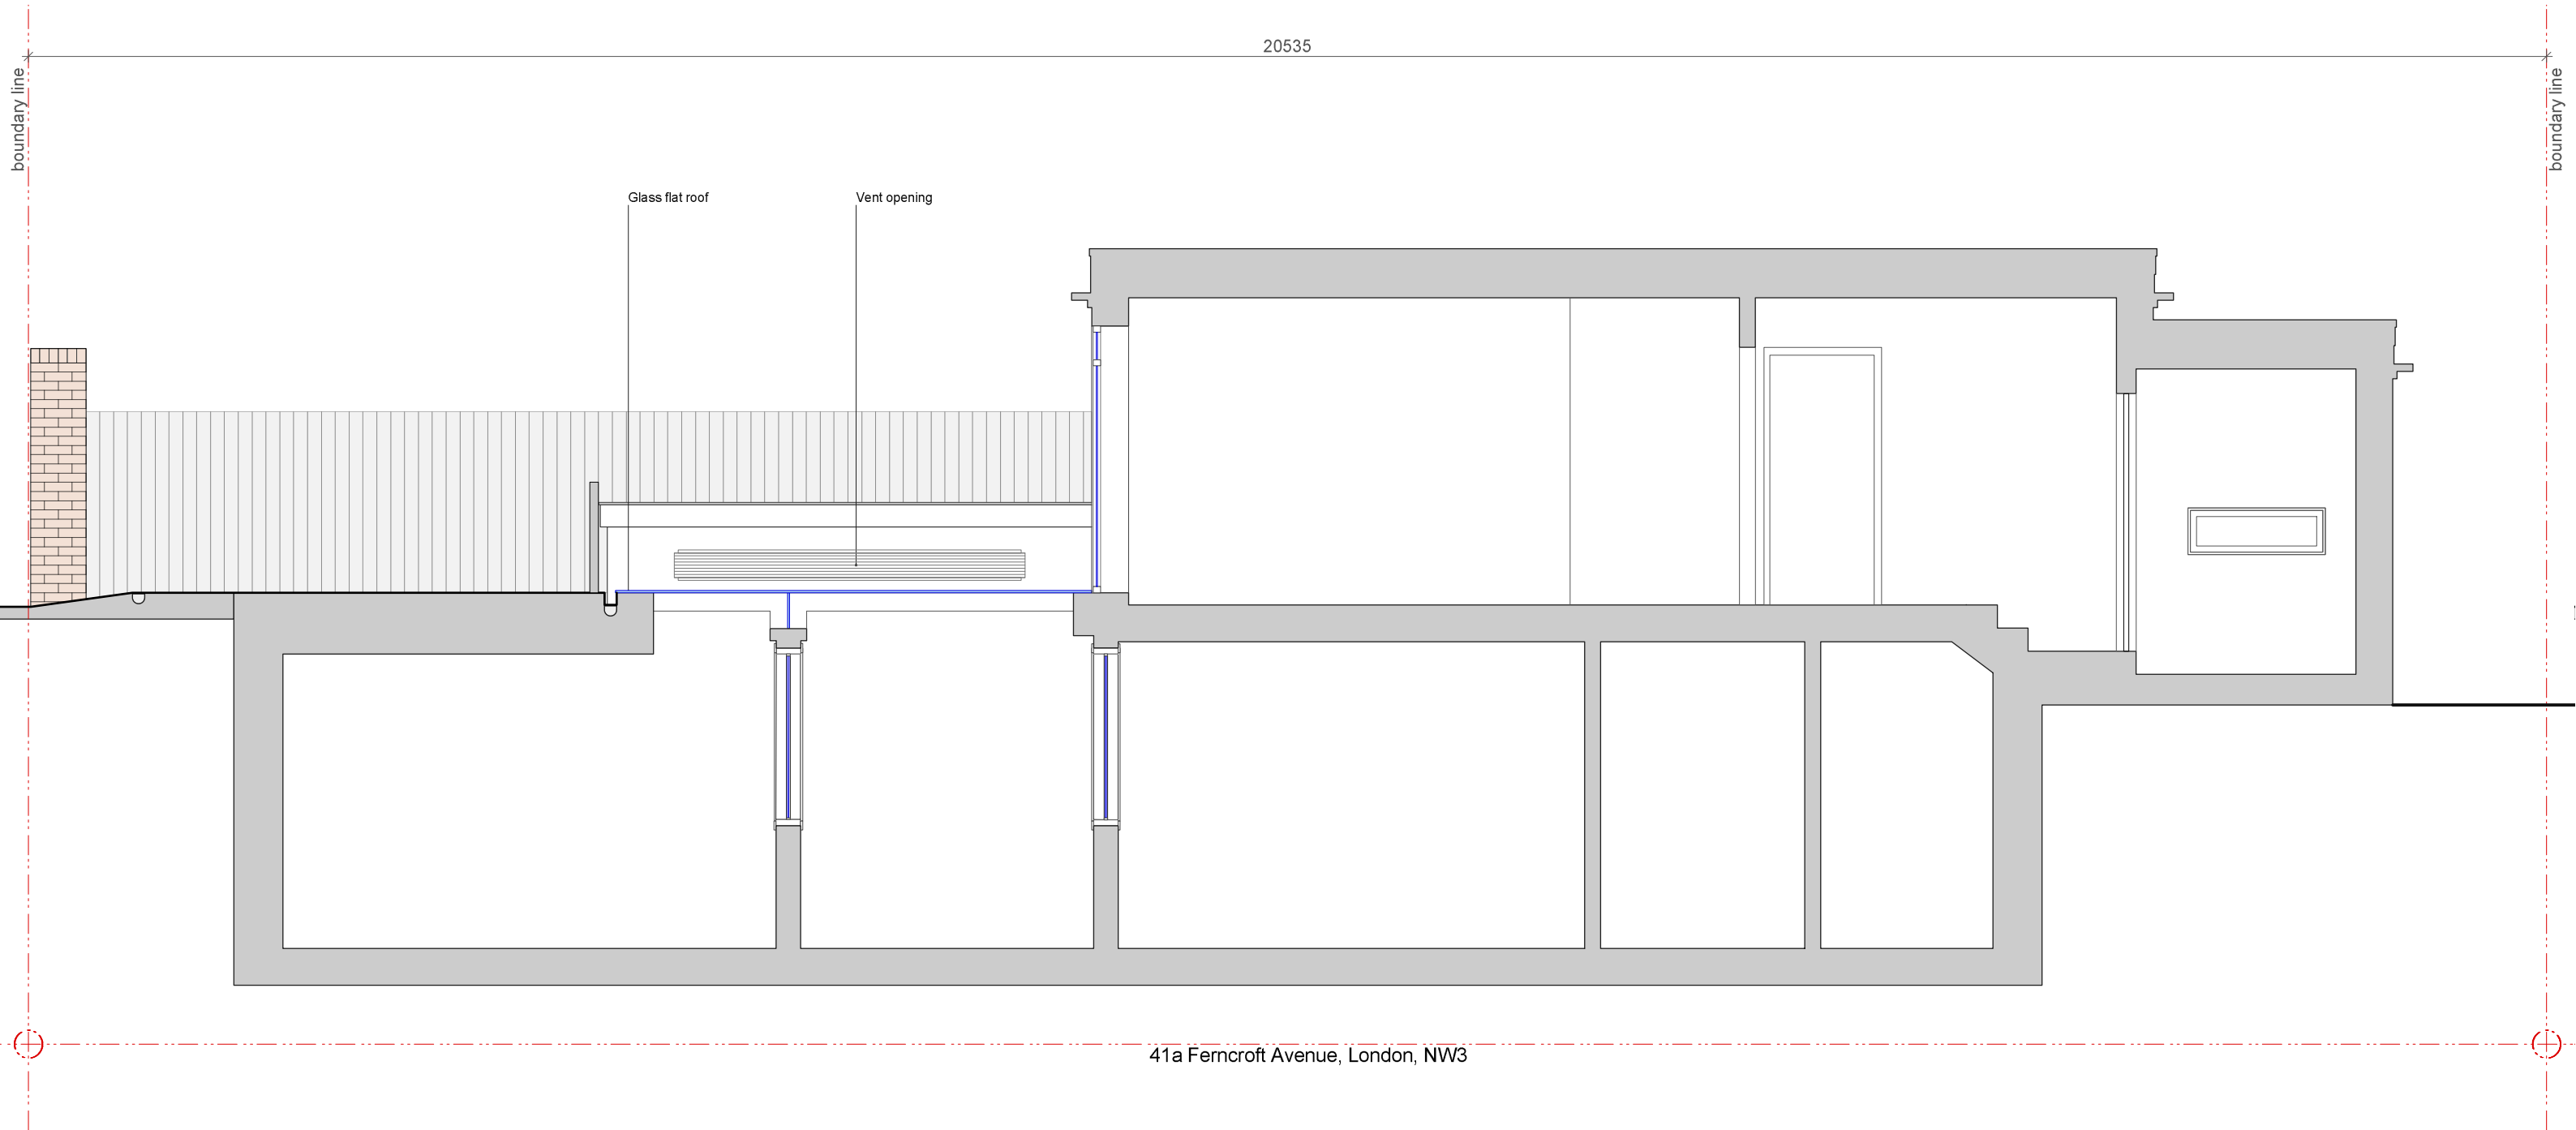 20535
boundary line
boundary line
Glass flat roof
Vent opening
41a Ferncroft Avenue, London, NW3